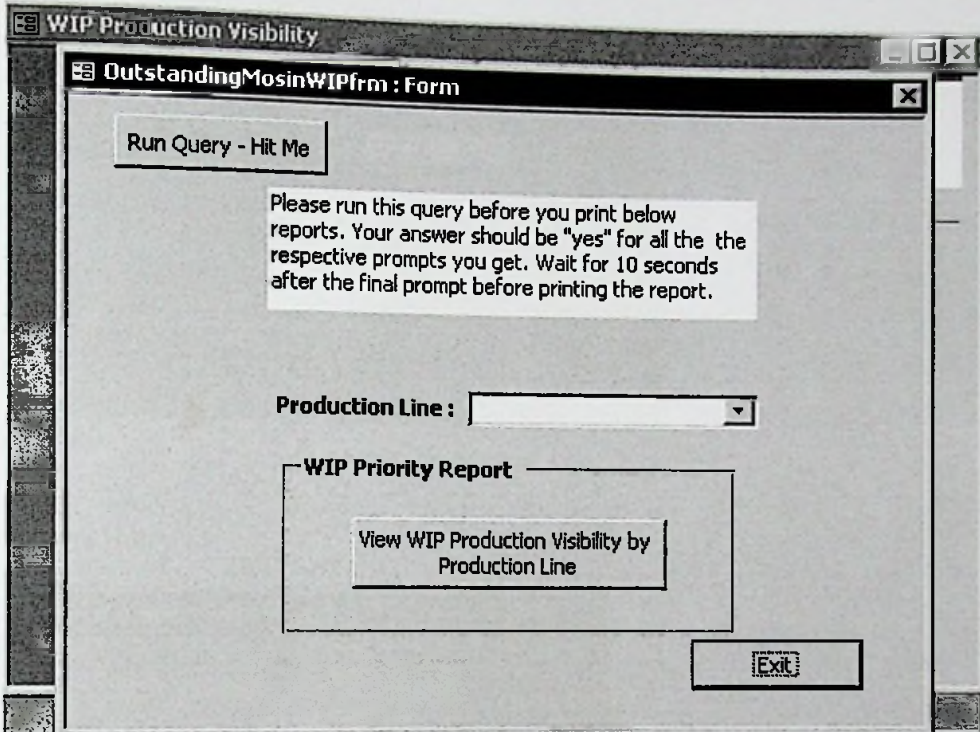 WIP Production Visibility
OutstandingMosinWIPfrm : Form
Run Query - Hit Me
Please run this query before you print below
reports. Your answer should be "yes" for all the the
respective prompts you get. Wait for 10 seconds
after the final prompt before printing the report.
Production Line :
WIP Priority Report
View WIP Production Visibility by
Production Line
Exit